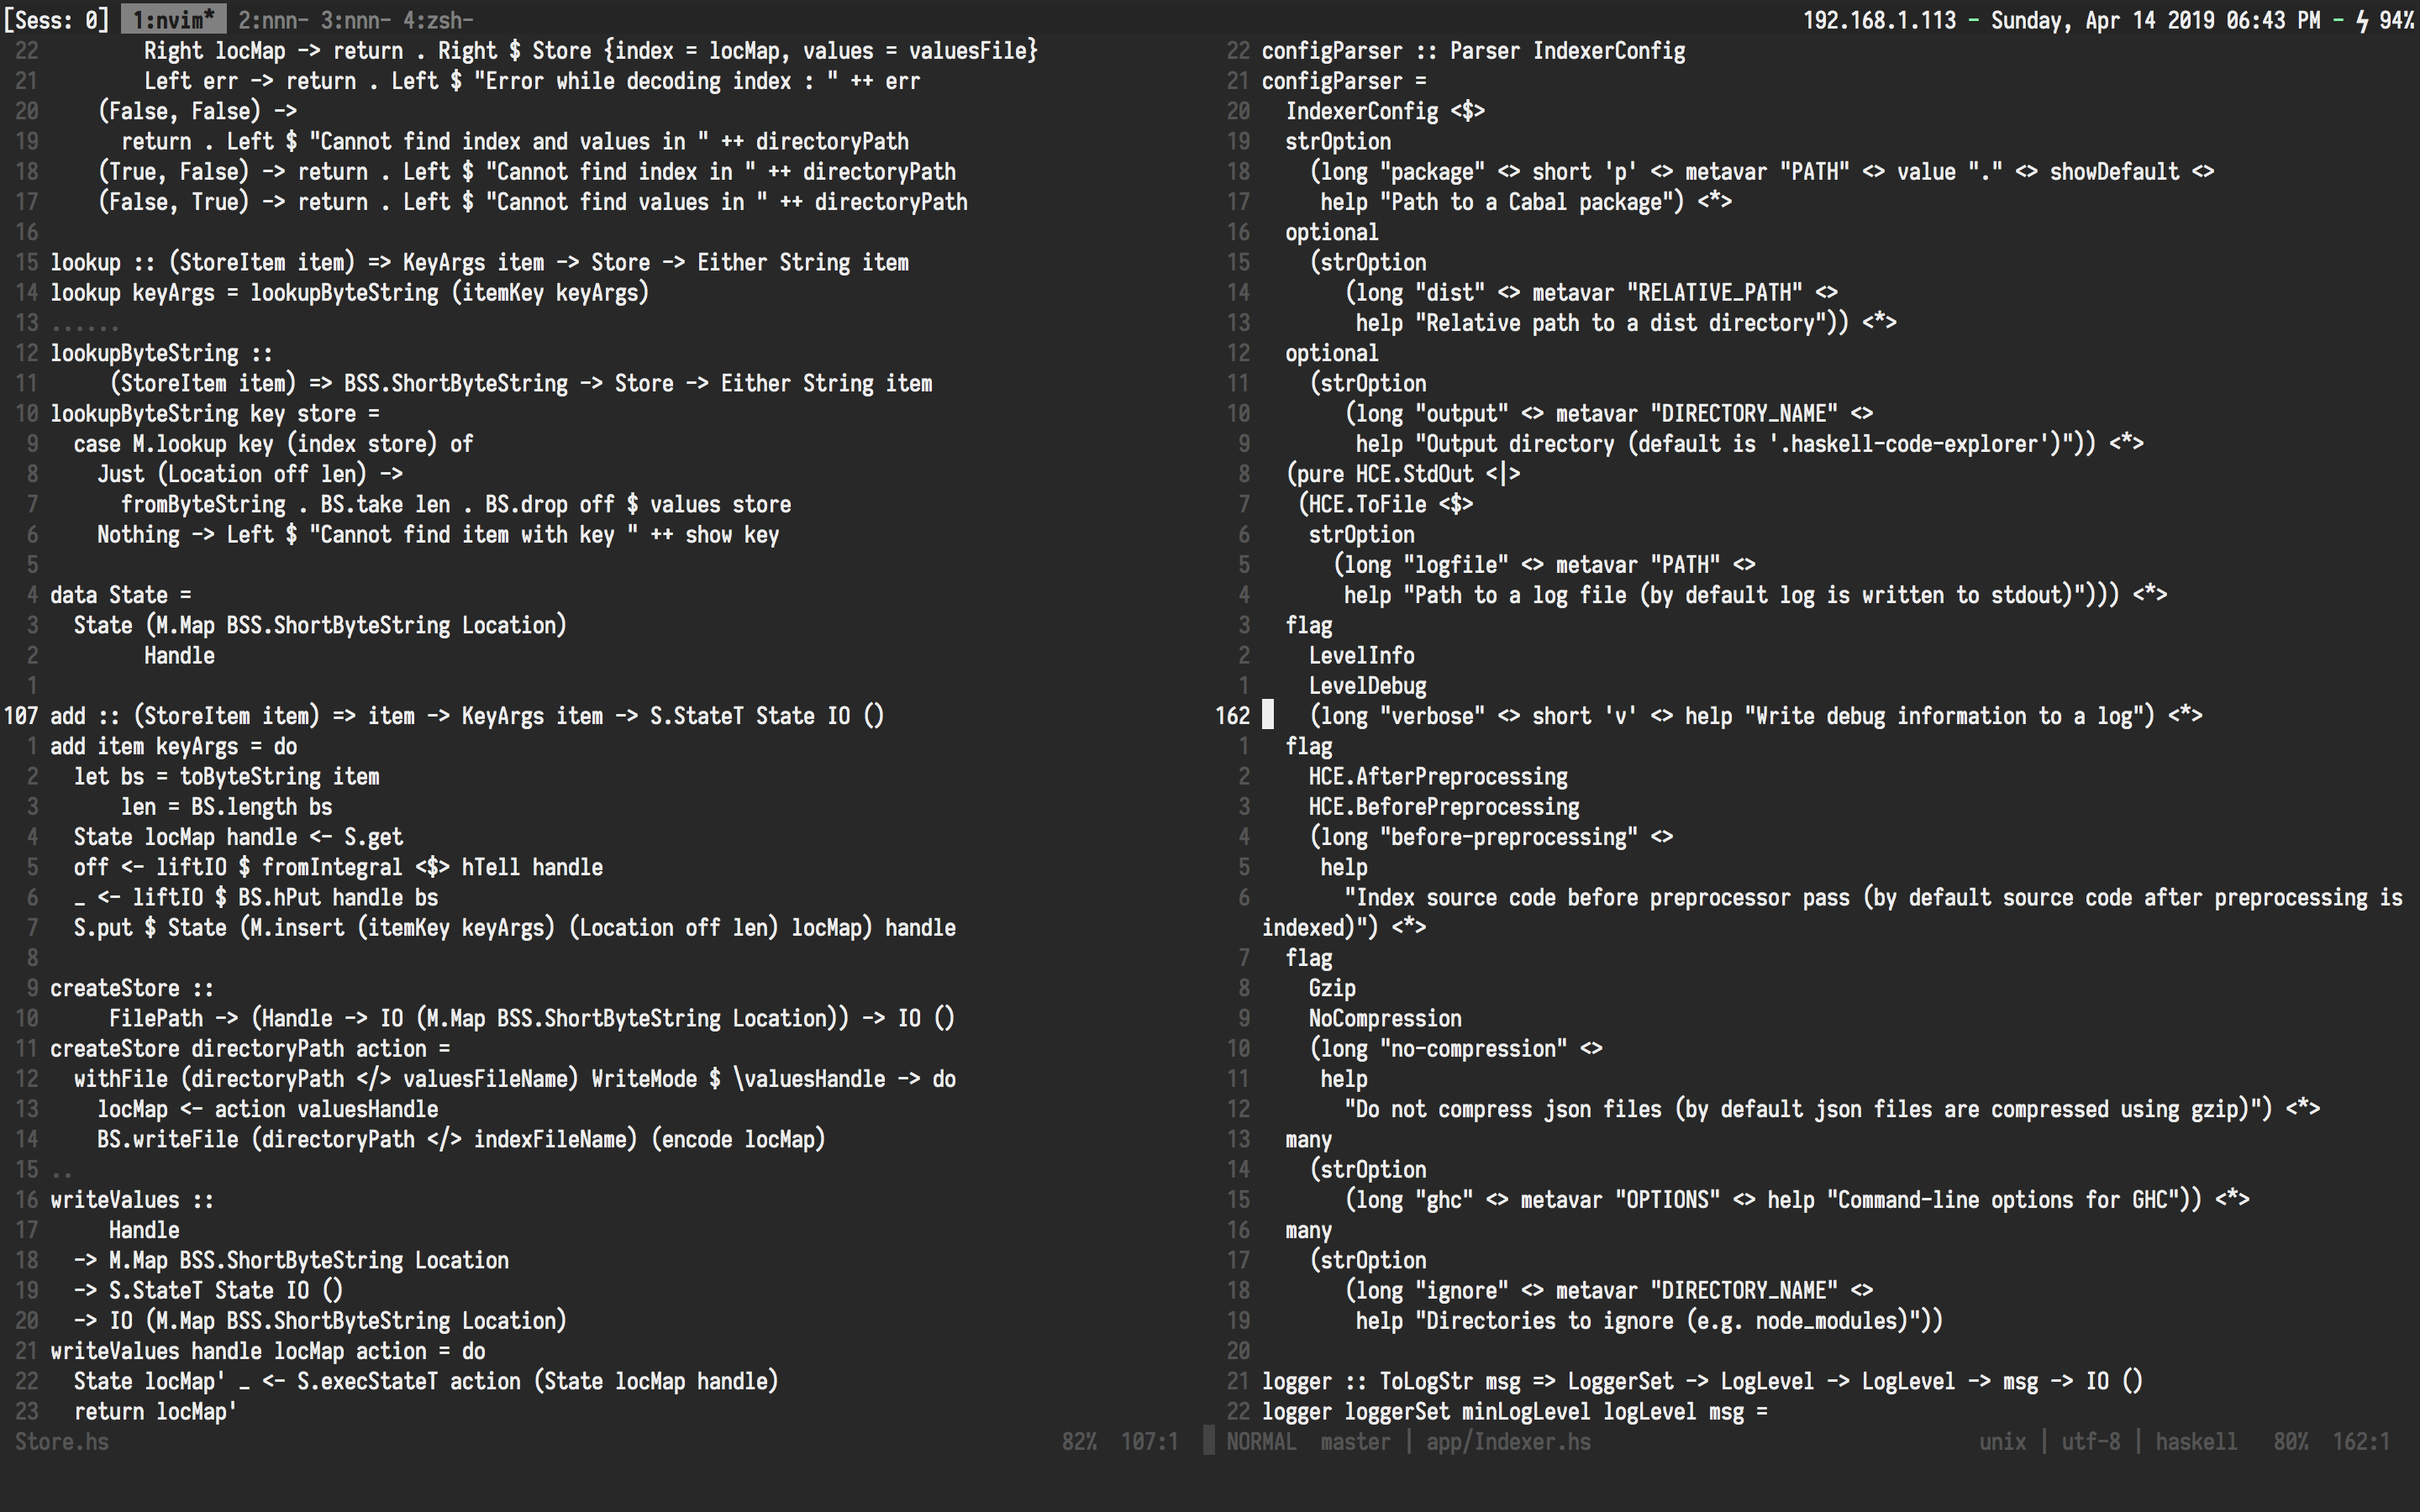 [Sess: 0] 1:nvim* 2:nnn- 3:nnn- 4:zsh- 192.168.1.113 - Sunday, Apr 14 2019 06:43 PM - ϟ 94%
22         Right locMap -> return . Right $ Store {index = locMap, values = valuesFile}
21         Left err -> return . Left $ "Error while decoding index : " ++ err
20     (False, False) ->
19       return . Left $ "Cannot find index and values in " ++ directoryPath
18     (True, False) -> return . Left $ "Cannot find index in " ++ directoryPath
17     (False, True) -> return . Left $ "Cannot find values in " ++ directoryPath
16
15 lookup :: (StoreItem item) => KeyArgs item -> Store -> Either String item
14 lookup keyArgs = lookupByteString (itemKey keyArgs)
13 ......
12 lookupByteString ::
11      (StoreItem item) => BSS.ShortByteString -> Store -> Either String item
10 lookupByteString key store =
9   case M.lookup key (index store) of
8     Just (Location off len) ->
7       fromByteString . BS.take len . BS.drop off $ values store
6     Nothing -> Left $ "Cannot find item with key " ++ show key
5
4 data State =
3   State (M.Map BSS.ShortByteString Location)
2         Handle
1
107 add :: (StoreItem item) => item -> KeyArgs item -> S.StateT State IO ()
1 add item keyArgs = do
2   let bs = toByteString item
3       len = BS.length bs
4   State locMap handle <- S.get
5   off <- liftIO $ fromIntegral <$> hTell handle
6   _ <- liftIO $ BS.hPut handle bs
7   S.put $ State (M.insert (itemKey keyArgs) (Location off len) locMap) handle
8
9 createStore ::
10      FilePath -> (Handle -> IO (M.Map BSS.ShortByteString Location)) -> IO ()
11 createStore directoryPath action =
12   withFile (directoryPath </> valuesFileName) WriteMode $ \valuesHandle -> do
13     locMap <- action valuesHandle
14     BS.writeFile (directoryPath </> indexFileName) (encode locMap)
15 ..
16 writeValues ::
17      Handle
18   -> M.Map BSS.ShortByteString Location
19   -> S.StateT State IO ()
20   -> IO (M.Map BSS.ShortByteString Location)
21 writeValues handle locMap action = do
22   State locMap' _ <- S.execStateT action (State locMap handle)
23   return locMap'
Store.hs 82% 107:1
22 configParser :: Parser IndexerConfig
21 configParser =
20   IndexerConfig <$>
19   strOption
18     (long "package" <> short 'p' <> metavar "PATH" <> value "." <> showDefault <>
17      help "Path to a Cabal package") <*>
16   optional
15     (strOption
14        (long "dist" <> metavar "RELATIVE_PATH" <>
13         help "Relative path to a dist directory")) <*>
12   optional
11     (strOption
10        (long "output" <> metavar "DIRECTORY_NAME" <>
9         help "Output directory (default is '.haskell-code-explorer')")) <*>
8   (pure HCE.StdOut <|>
7    (HCE.ToFile <$>
6     strOption
5       (long "logfile" <> metavar "PATH" <>
4        help "Path to a log file (by default log is written to stdout)"))) <*>
3   flag
2     LevelInfo
1     LevelDebug
162     (long "verbose" <> short 'v' <> help "Write debug information to a log") <*>
1   flag
2     HCE.AfterPreprocessing
3     HCE.BeforePreprocessing
4     (long "before-preprocessing" <>
5      help
6        "Index source code before preprocessor pass (by default source code after preprocessing is
indexed)") <*>
7   flag
8     Gzip
9     NoCompression
10     (long "no-compression" <>
11      help
12        "Do not compress json files (by default json files are compressed using gzip)") <*>
13   many
14     (strOption
15        (long "ghc" <> metavar "OPTIONS" <> help "Command-line options for GHC")) <*>
16   many
17     (strOption
18        (long "ignore" <> metavar "DIRECTORY_NAME" <>
19         help "Directories to ignore (e.g. node_modules)"))
20
21 logger :: ToLogStr msg => LoggerSet -> LogLevel -> LogLevel -> msg -> IO ()
22 logger loggerSet minLogLevel logLevel msg =
NORMAL master | app/Indexer.hs unix | utf-8 | haskell 80% 162:1